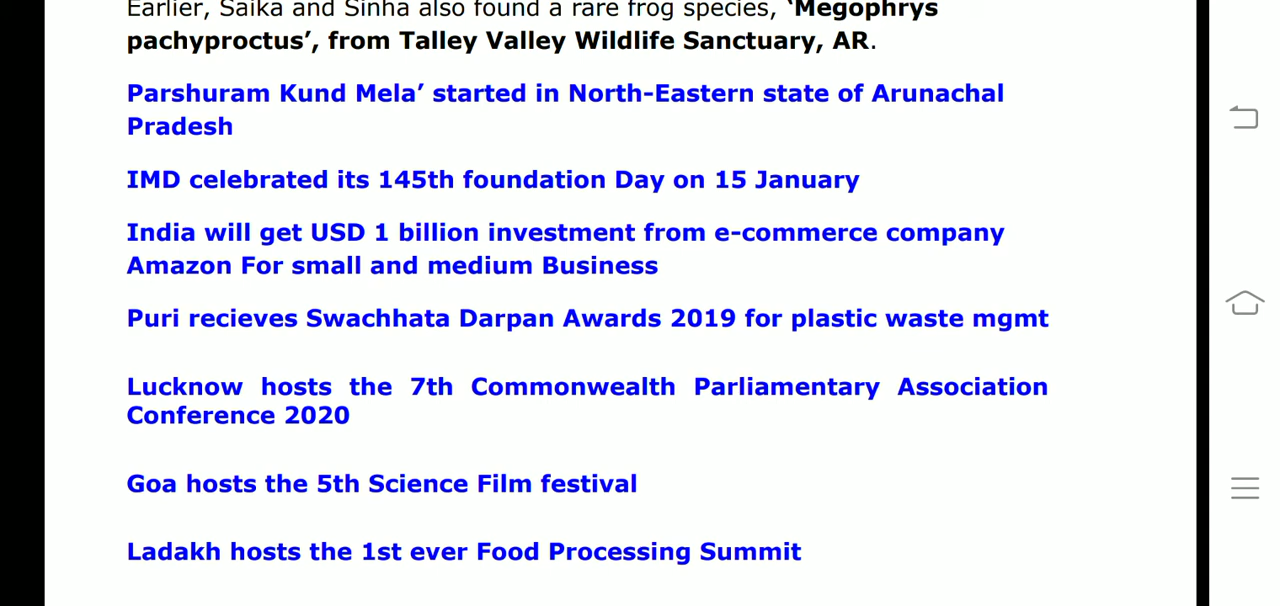 Earlier, Saika and Sinha also found a rare frog species, ‘Megophrys
pachyproctus’, from Talley Valley Wildlife Sanctuary, AR.
Parshuram Kund Mela’ started in North-Eastern state of Arunachal
Pradesh
IMD celebrated its 145th foundation Day on 15 January
India will get USD 1 billion investment from e-commerce company
Amazon For small and medium Business
Puri recieves Swachhata Darpan Awards 2019 for plastic waste mgmt
Lucknow hosts the 7th Commonwealth Parliamentary Association
Conference 2020
Goa hosts the 5th Science Film festival
Ladakh hosts the 1st ever Food Processing Summit